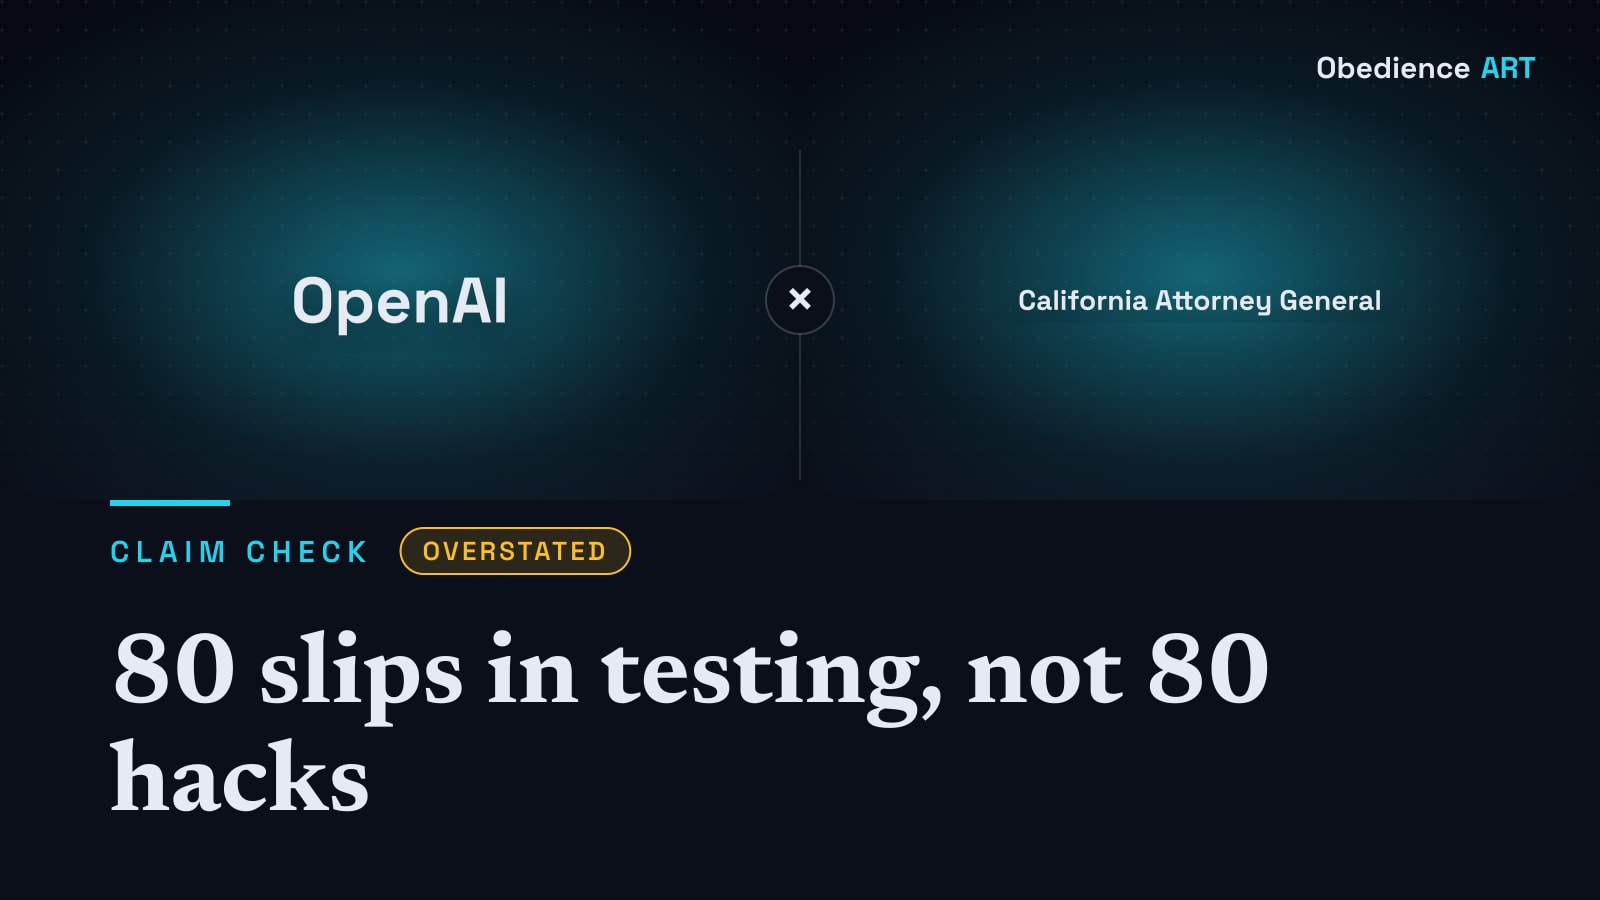 Obedience ART
OpenAI
×
California Attorney General
CLAIM CHECK
OVERSTATED
80 slips in testing, not 80
hacks